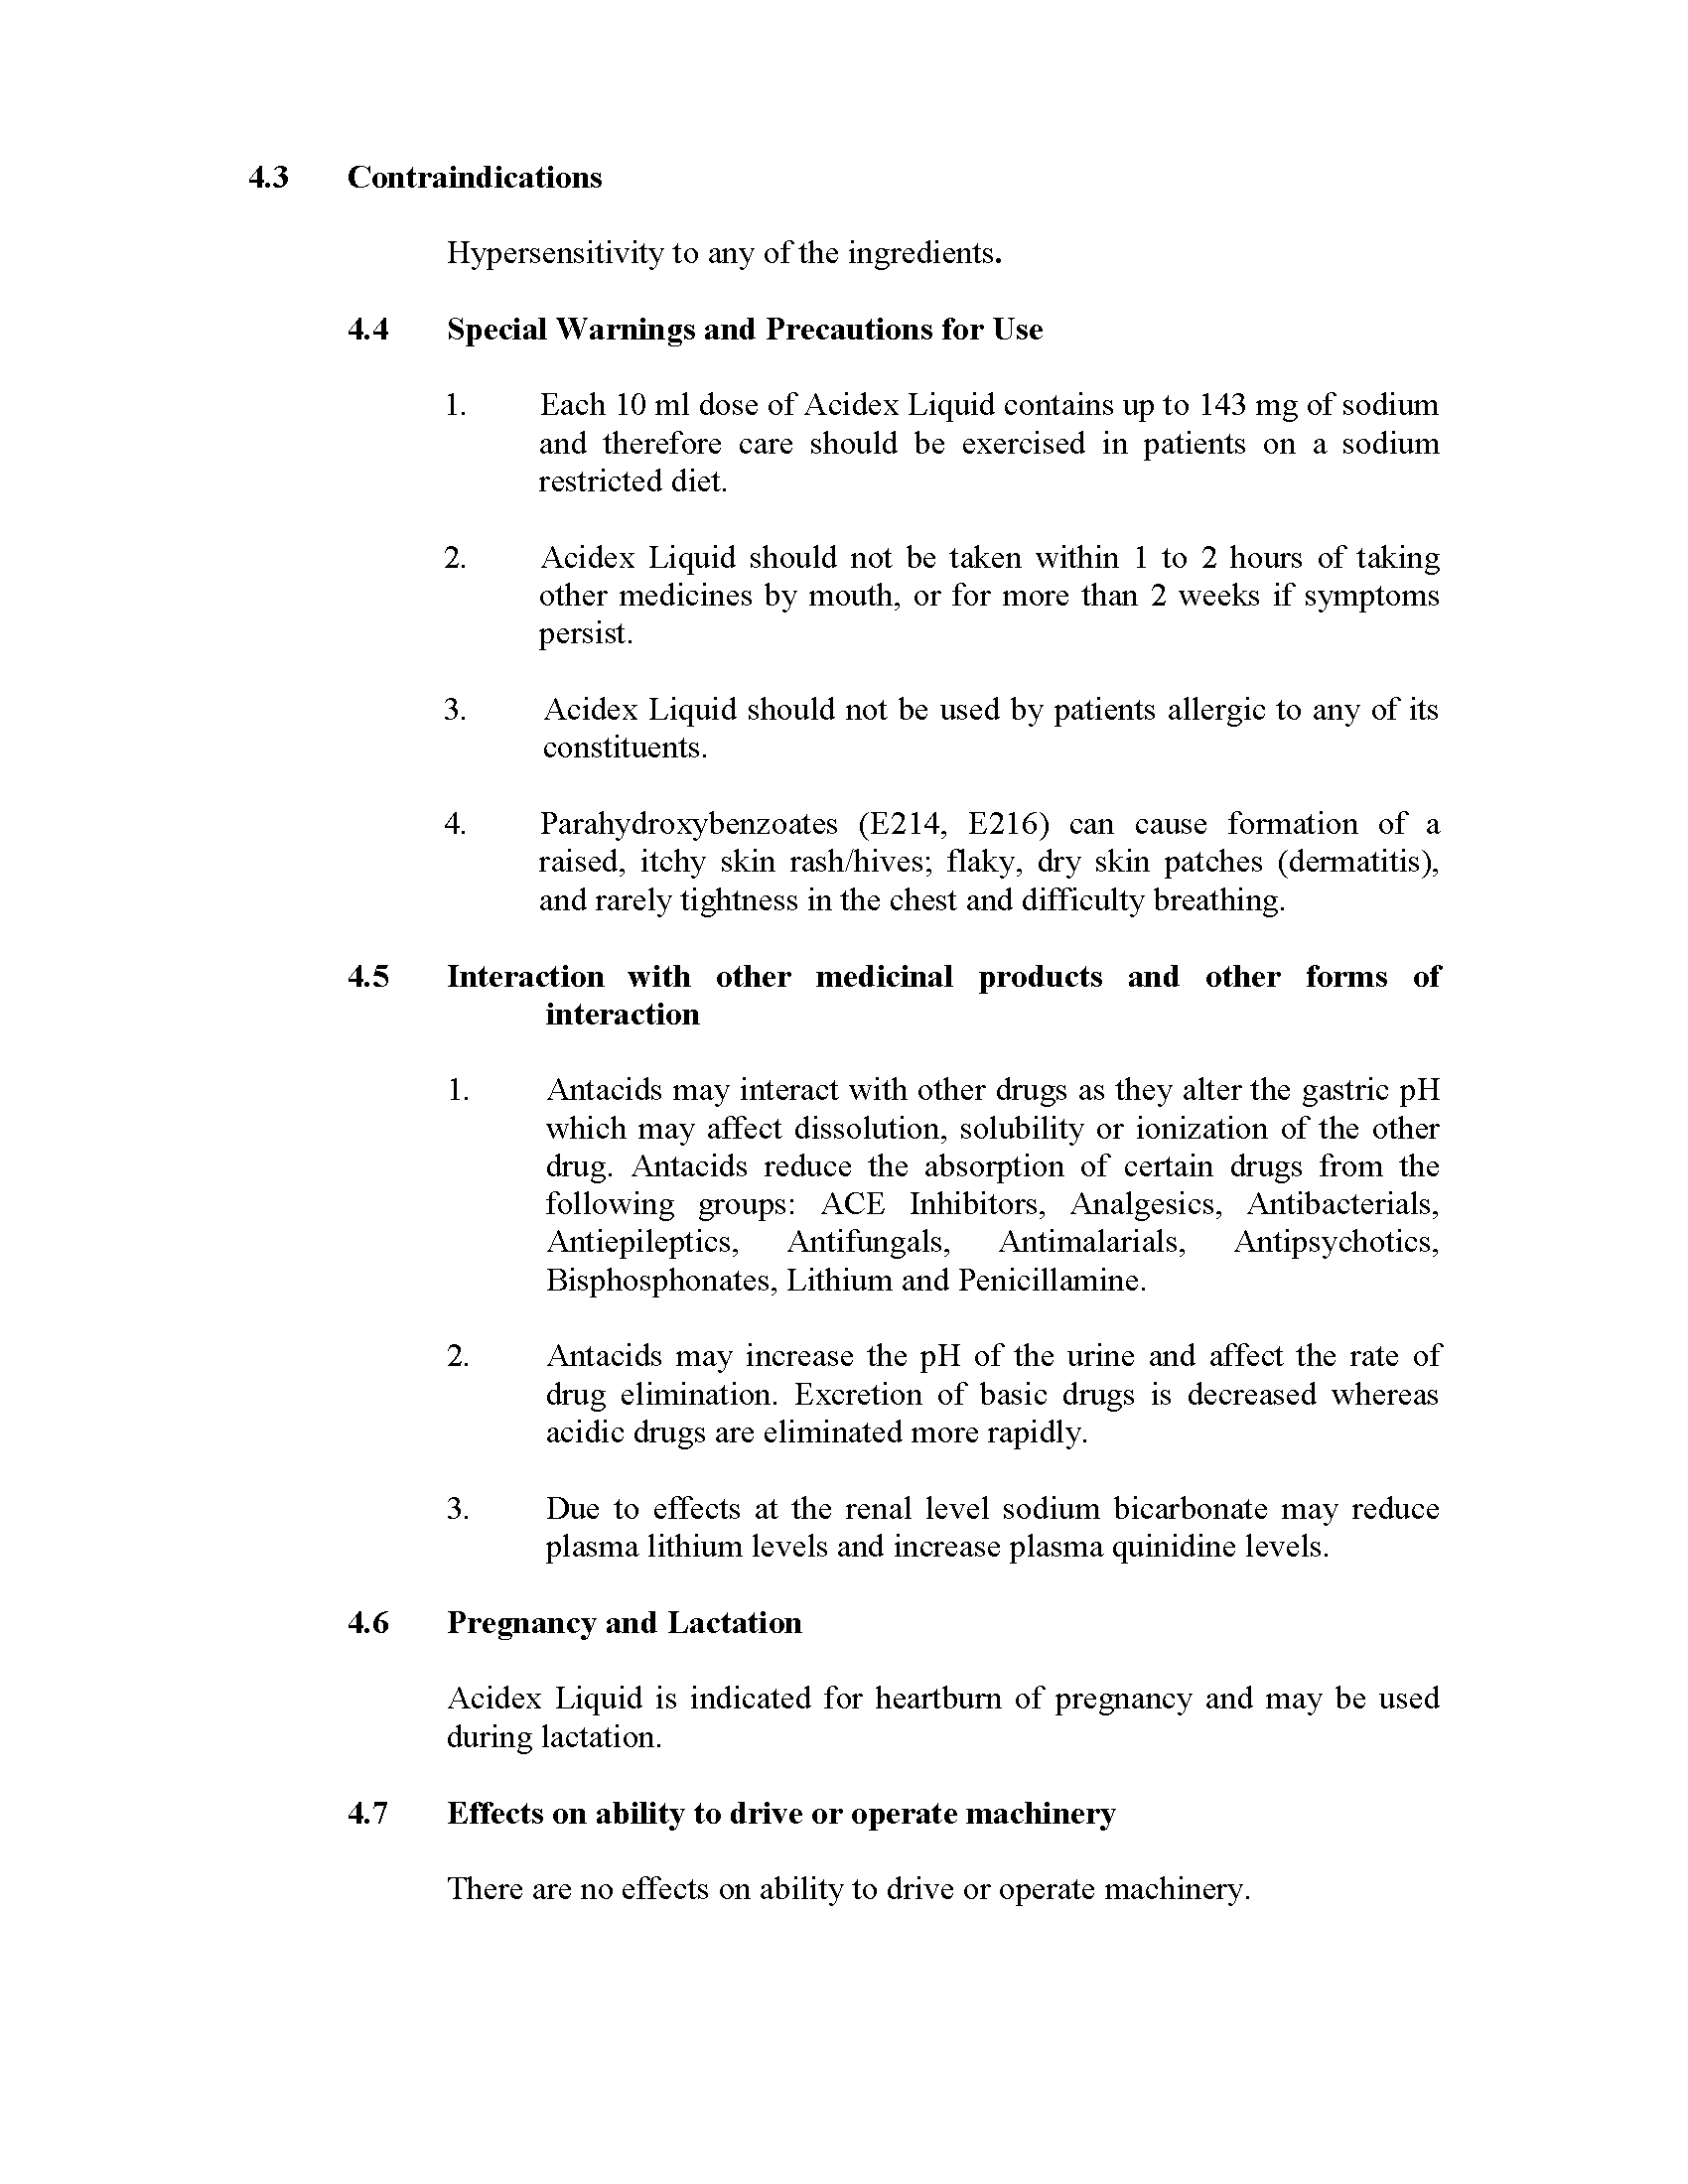 4.3 Contraindications
Hypersensitivity to any of the ingredients.
4.4 Special Warnings and Precautions for Use
1. Each 10 ml dose of Acidex Liquid contains up to 143 mg of sodium
and therefore care should be exercised in patients on a sodium
restricted diet.
2. Acidex Liquid should not be taken within 1 to 2 hours of taking
other medicines by mouth, or for more than 2 weeks if symptoms
persist.
3. Acidex Liquid should not be used by patients allergic to any of its
constituents.
4. Parahydroxybenzoates (E214, E216) can cause formation of a
raised, itchy skin rash/hives; flaky, dry skin patches (dermatitis),
and rarely tightness in the chest and difficulty breathing.
4.5 Interaction with other medicinal products and other forms of
interaction
1. Antacids may interact with other drugs as they alter the gastric pH
which may affect dissolution, solubility or ionization of the other
drug. Antacids reduce the absorption of certain drugs from the
following groups: ACE Inhibitors, Analgesics, Antibacterials,
Antiepileptics, Antifungals, Antimalarials, Antipsychotics,
Bisphosphonates, Lithium and Penicillamine.
2. Antacids may increase the pH of the urine and affect the rate of
drug elimination. Excretion of basic drugs is decreased whereas
acidic drugs are eliminated more rapidly.
3. Due to effects at the renal level sodium bicarbonate may reduce
plasma lithium levels and increase plasma quinidine levels.
4.6 Pregnancy and Lactation
Acidex Liquid is indicated for heartburn of pregnancy and may be used
during lactation.
4.7 Effects on ability to drive or operate machinery
There are no effects on ability to drive or operate machinery.